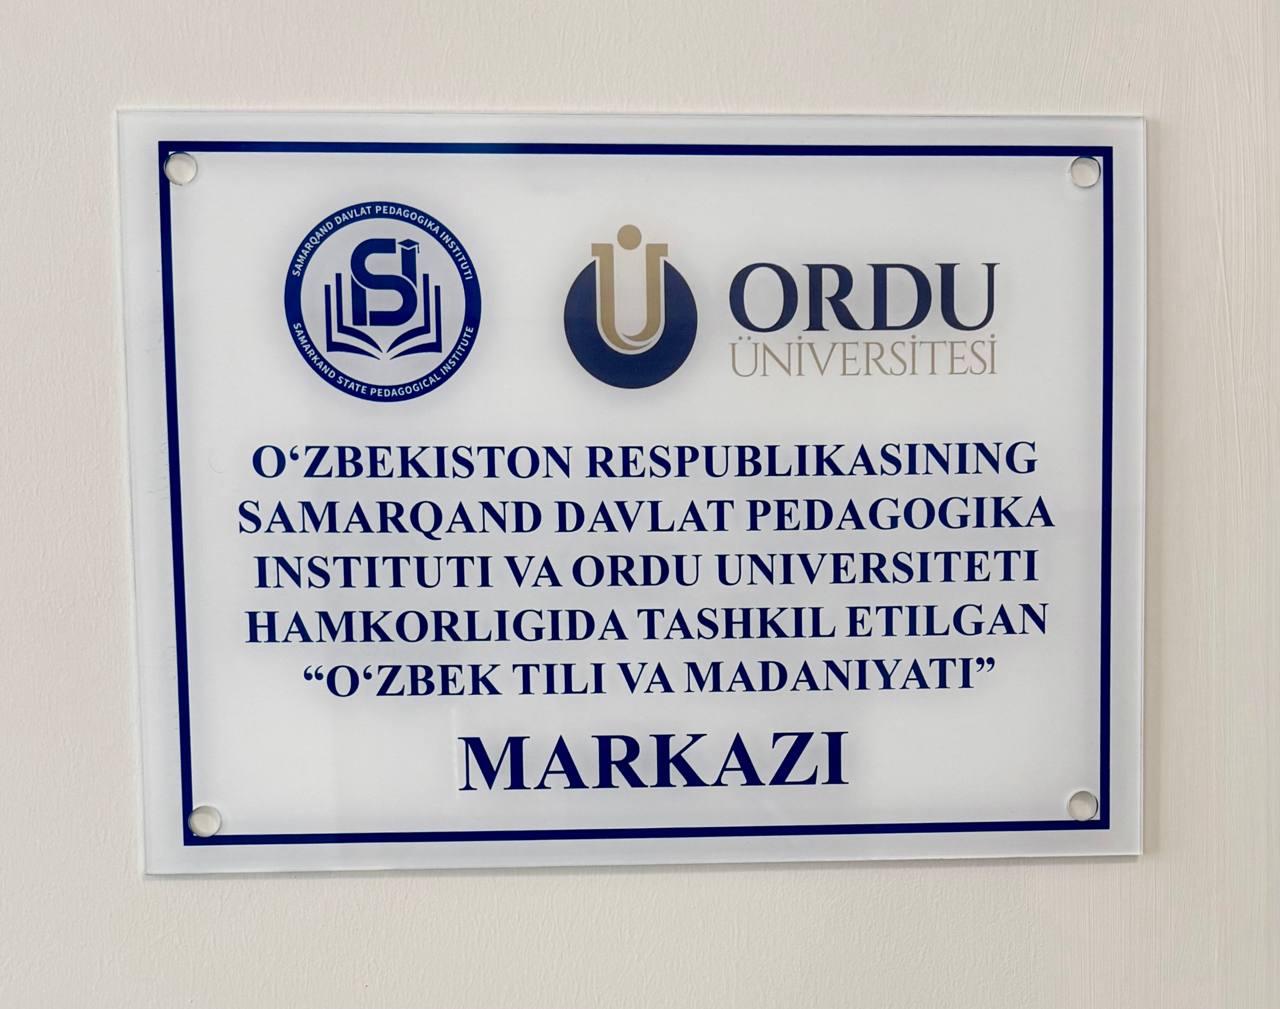 SAMARQAND DAVLAT PEDAGOGIKA INSTITUTI
SAMARKAND STATE PEDAGOGICAL INSTITUTE
ORDU
ÜNİVERSİTESİ
O‘ZBEKISTON RESPUBLIKASINING
SAMARQAND DAVLAT PEDAGOGIKA
INSTITUTI VA ORDU UNIVERSITETI
HAMKORLIGIDA TASHKIL ETILGAN
“O‘ZBEK TILI VA MADANIYATI”
MARKAZI